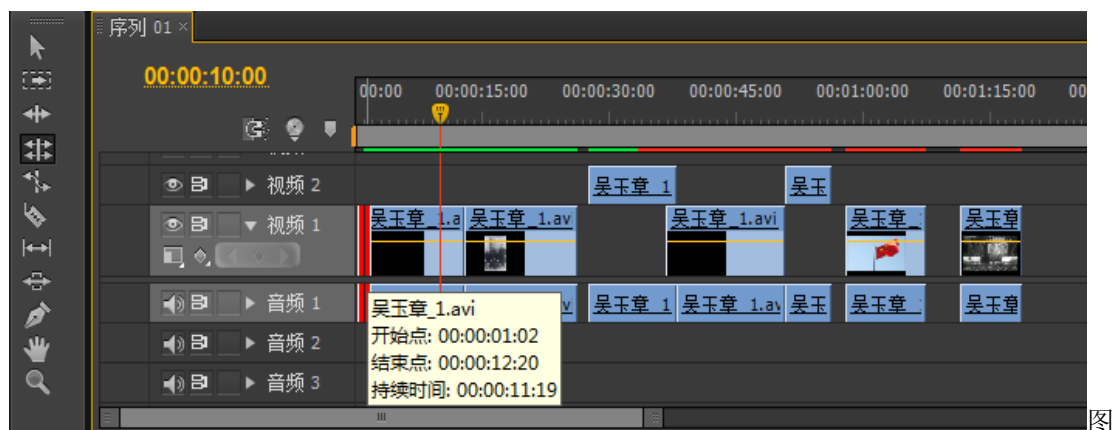 序列 01 ×
00:00:10:00
00:00 00:00:15:00 00:00:30:00 00:00:45:00 00:01:00:00 00:01:15:00 00
视频 2
吴玉章_1 吴玉
视频 1
吴玉章_1.a 吴玉章_1.avi 吴玉章_1.avi 吴玉章_ 吴玉章
音频 1
吴玉章_1 吴玉章_1.av 吴玉 吴玉章_ 吴玉章
吴玉章_1.avi
开始点: 00:00:01:02
结束点: 00:00:12:20
持续时间: 00:00:11:19
音频 2
音频 3
图